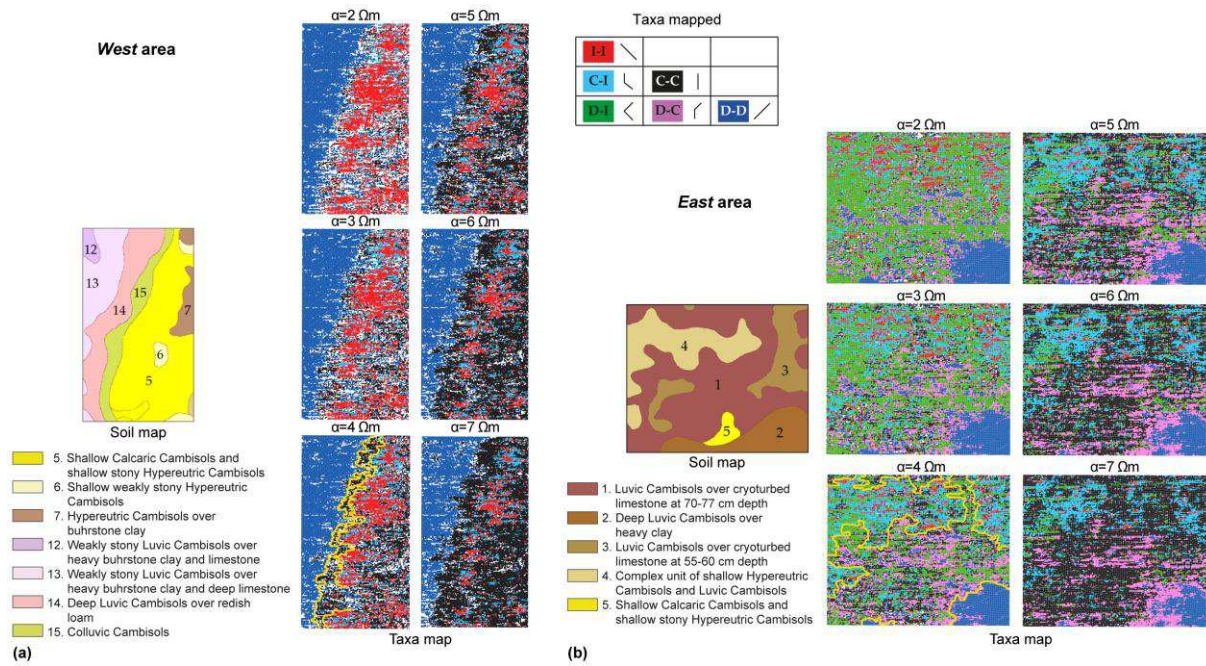 West area
α=2 Ωm
α=5 Ωm
α=3 Ωm
α=6 Ωm
α=4 Ωm
α=7 Ωm
12
13
15
14
7
6
5
Soil map
5. Shallow Calcaric Cambisols and
shallow stony Hypereutric Cambisols
6. Shallow weakly stony Hypereutric
Cambisols
7. Hypereutric Cambisols over
buhrstone clay
12. Weakly stony Luvic Cambisols over
heavy buhrstone clay and limestone
13. Weakly stony Luvic Cambisols over
heavy buhrstone clay and deep limestone
14. Deep Luvic Cambisols over redish
loam
15. Colluvic Cambisols
Taxa map
(a)
Taxa mapped
I-I
C-I
C-C
D-I
D-C
D-D
East area
α=2 Ωm
α=5 Ωm
α=3 Ωm
α=6 Ωm
α=4 Ωm
α=7 Ωm
4
3
1
5
2
Soil map
1. Luvic Cambisols over cryoturbed
limestone at 70-77 cm depth
2. Deep Luvic Cambisols over
heavy clay
3. Luvic Cambisols over cryoturbed
limestone at 55-60 cm depth
4. Complex unit of shallow Hypereutric
Cambisols and Luvic Cambisols
5. Shallow Calcaric Cambisols and
shallow stony Hypereutric Cambisols
Taxa map
(b)